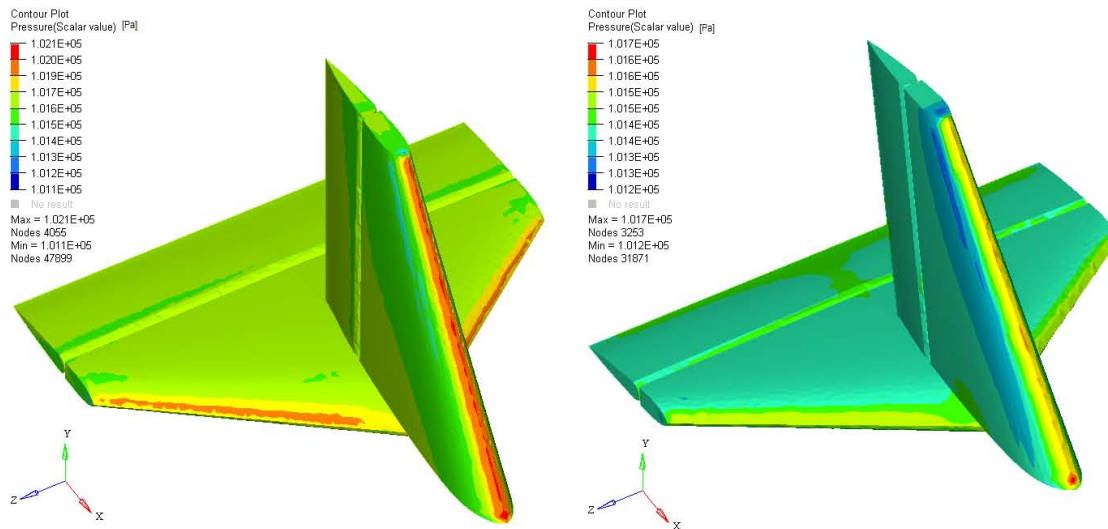 Contour Plot
Pressure(Scalar value) [Pa]
1.021E+05
1.020E+05
1.019E+05
1.017E+05
1.016E+05
1.015E+05
1.014E+05
1.013E+05
1.012E+05
1.011E+05
No result
Max = 1.021E+05
Nodes 4055
Min = 1.011E+05
Nodes 47899
Y
Z
X
Contour Plot
Pressure(Scalar value) [Pa]
1.017E+05
1.016E+05
1.016E+05
1.015E+05
1.015E+05
1.014E+05
1.014E+05
1.013E+05
1.013E+05
1.012E+05
No result
Max = 1.017E+05
Nodes 3253
Min = 1.012E+05
Nodes 31871
Y
Z
X